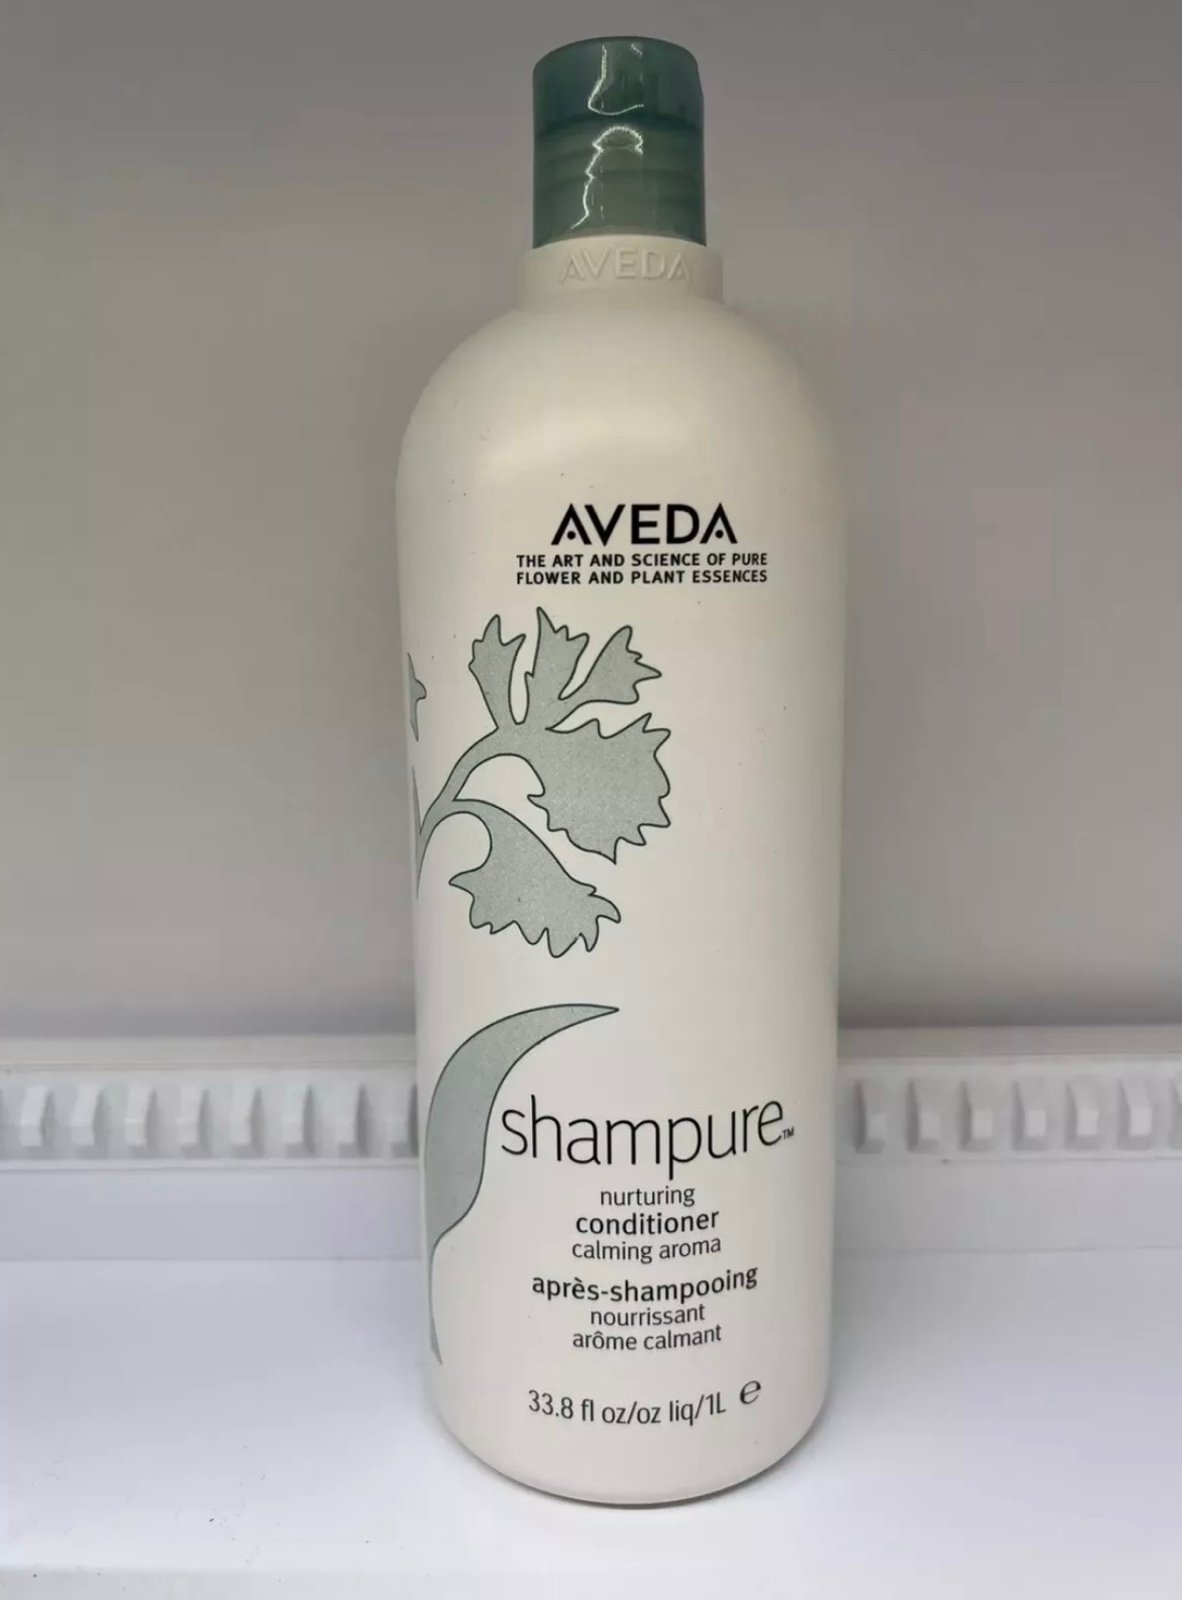 AVEDA
AVEDA
THE ART AND SCIENCE OF PURE
FLOWER AND PLANT ESSENCES
shampure™
nurturing
conditioner
calming aroma
après-shampooing
nourrissant
arôme calmant
33.8 fl oz/oz liq/1L ℮